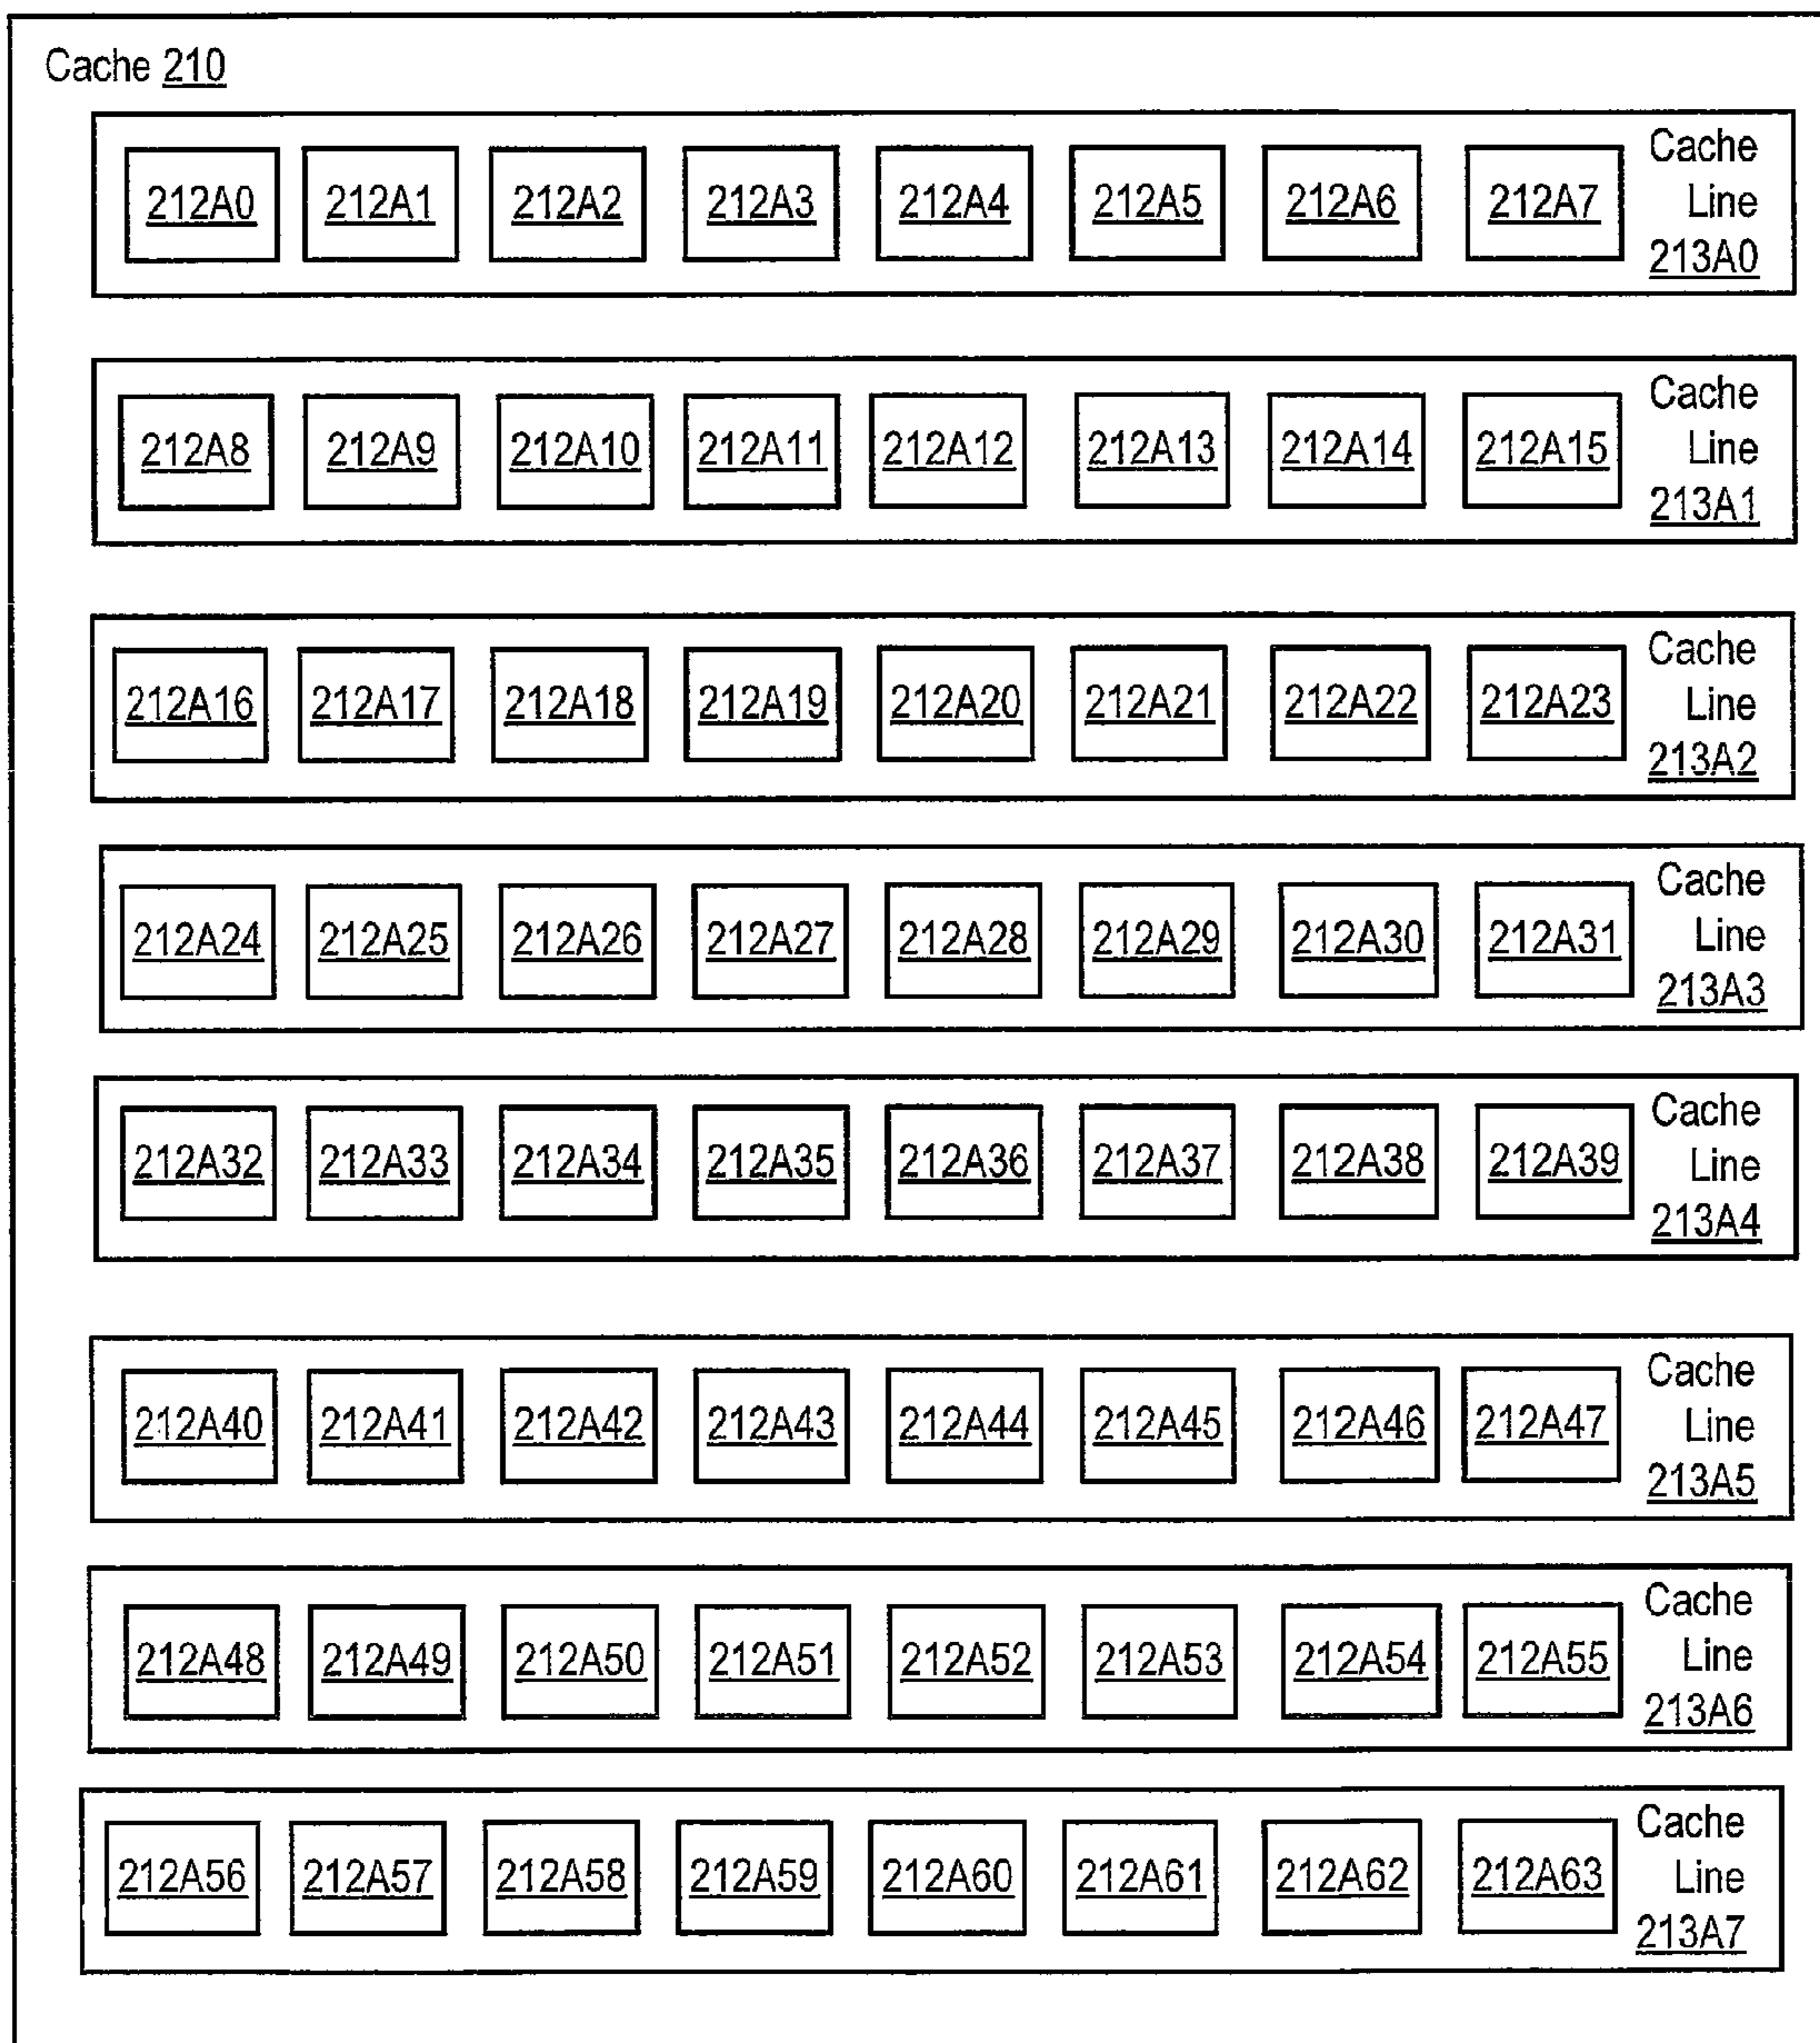 Cache 210
212A0 212A1 212A2 212A3 212A4 212A5 212A6 212A7
Cache
Line
213A0
212A8 212A9 212A10 212A11 212A12 212A13 212A14 212A15
Cache
Line
213A1
212A16 212A17 212A18 212A19 212A20 212A21 212A22 212A23
Cache
Line
213A2
212A24 212A25 212A26 212A27 212A28 212A29 212A30 212A31
Cache
Line
213A3
212A32 212A33 212A34 212A35 212A36 212A37 212A38 212A39
Cache
Line
213A4
212A40 212A41 212A42 212A43 212A44 212A45 212A46 212A47
Cache
Line
213A5
212A48 212A49 212A50 212A51 212A52 212A53 212A54 212A55
Cache
Line
213A6
212A56 212A57 212A58 212A59 212A60 212A61 212A62 212A63
Cache
Line
213A7